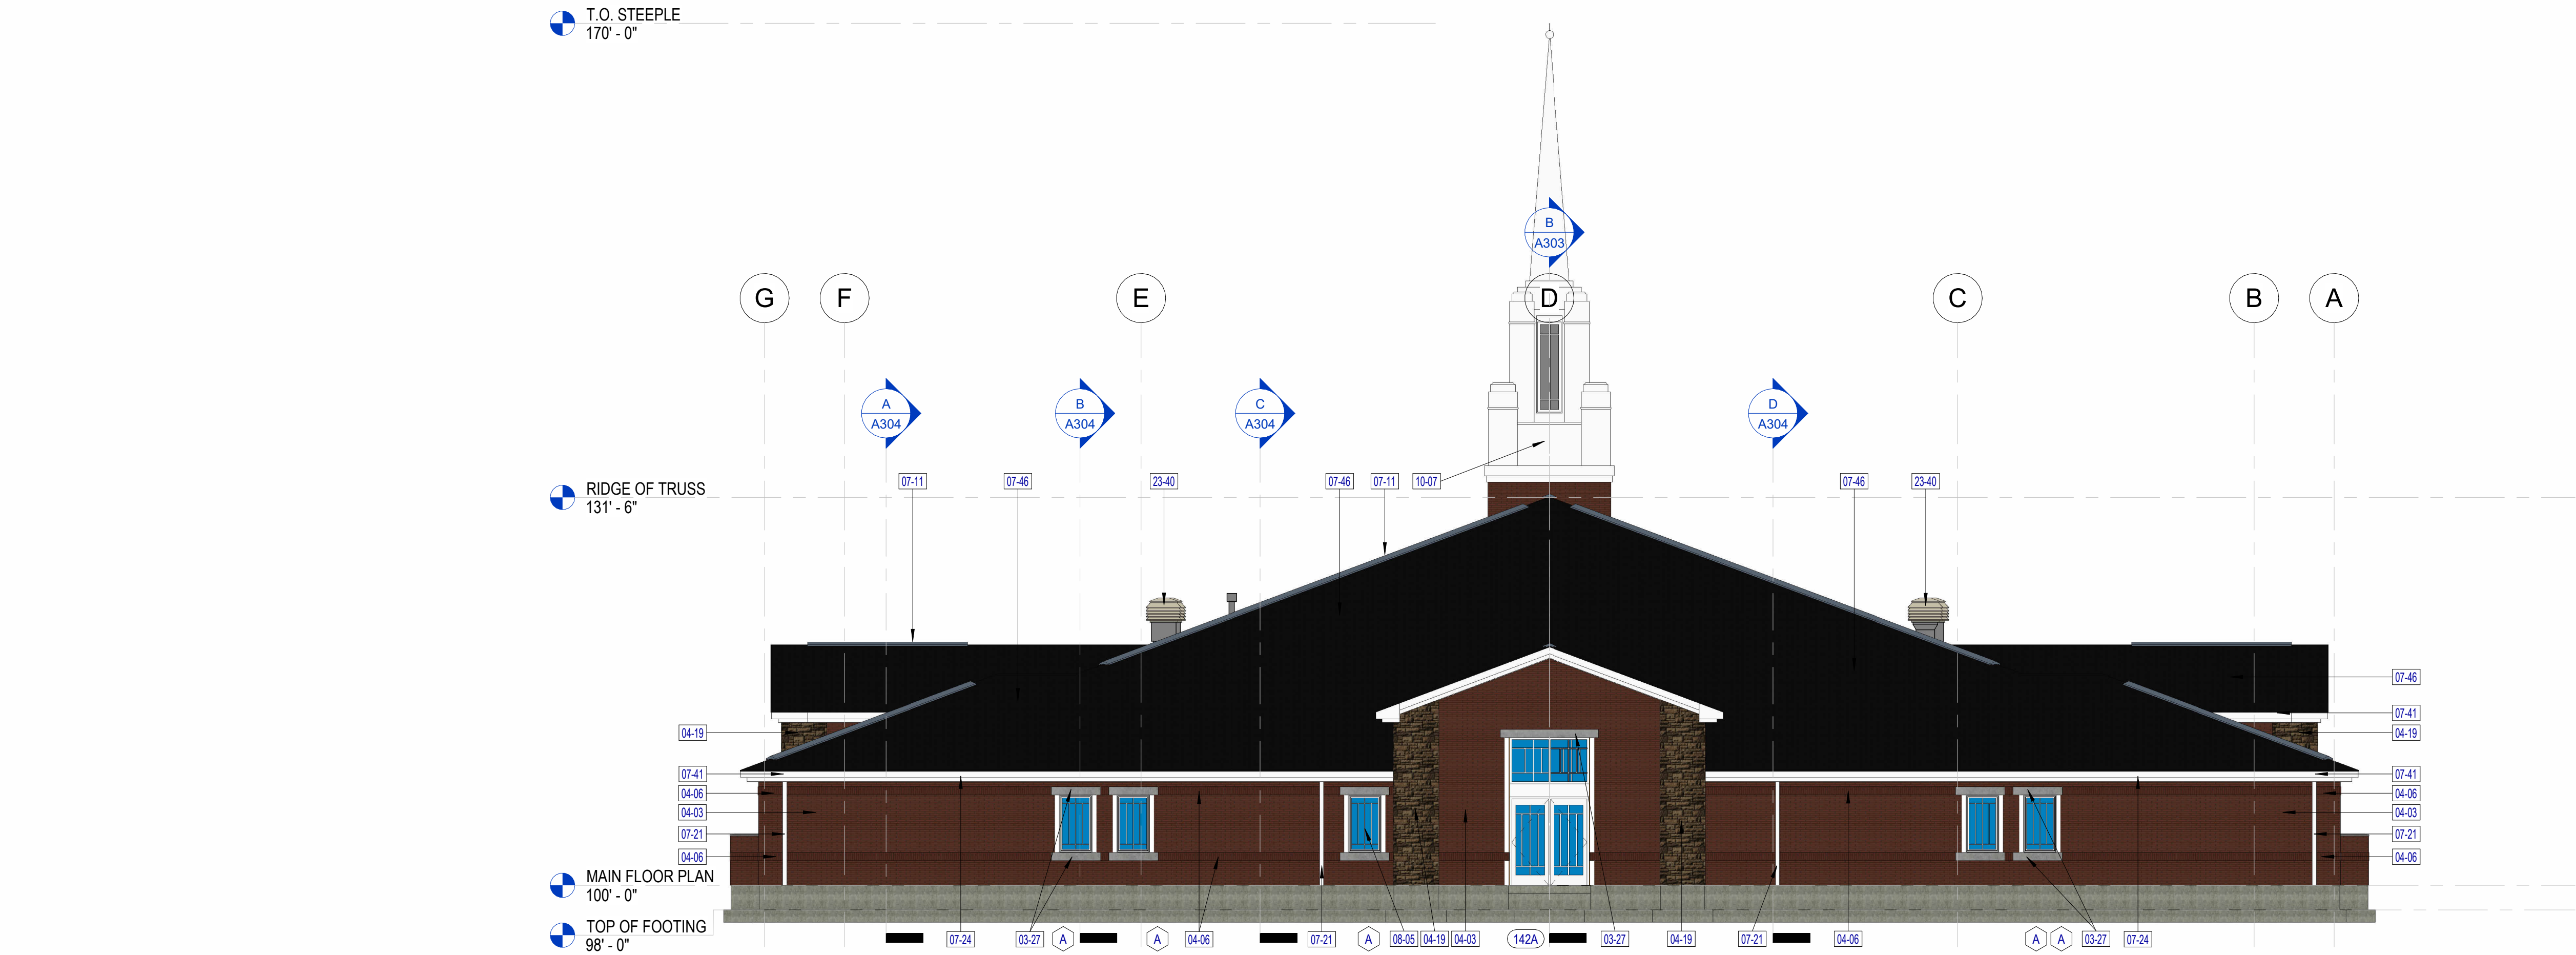 T.O. STEEPLE
170' - 0"
B
A303
G F E D C B A
A
A304
B
A304
C
A304
D
A304
07-11 07-46 23-40 07-46 07-11 10-07 07-46 23-40
RIDGE OF TRUSS
131' - 6"
07-46
07-41
04-19 04-19
07-41 07-41
04-06 04-06
04-03 04-03
07-21 07-21
04-06 04-06
MAIN FLOOR PLAN
100' - 0"
TOP OF FOOTING
98' - 0"
07-24 03-27 A A 04-06 07-21 A 08-05 04-19 04-03 142A 03-27 04-19 07-21 04-06 A A 03-27 07-24